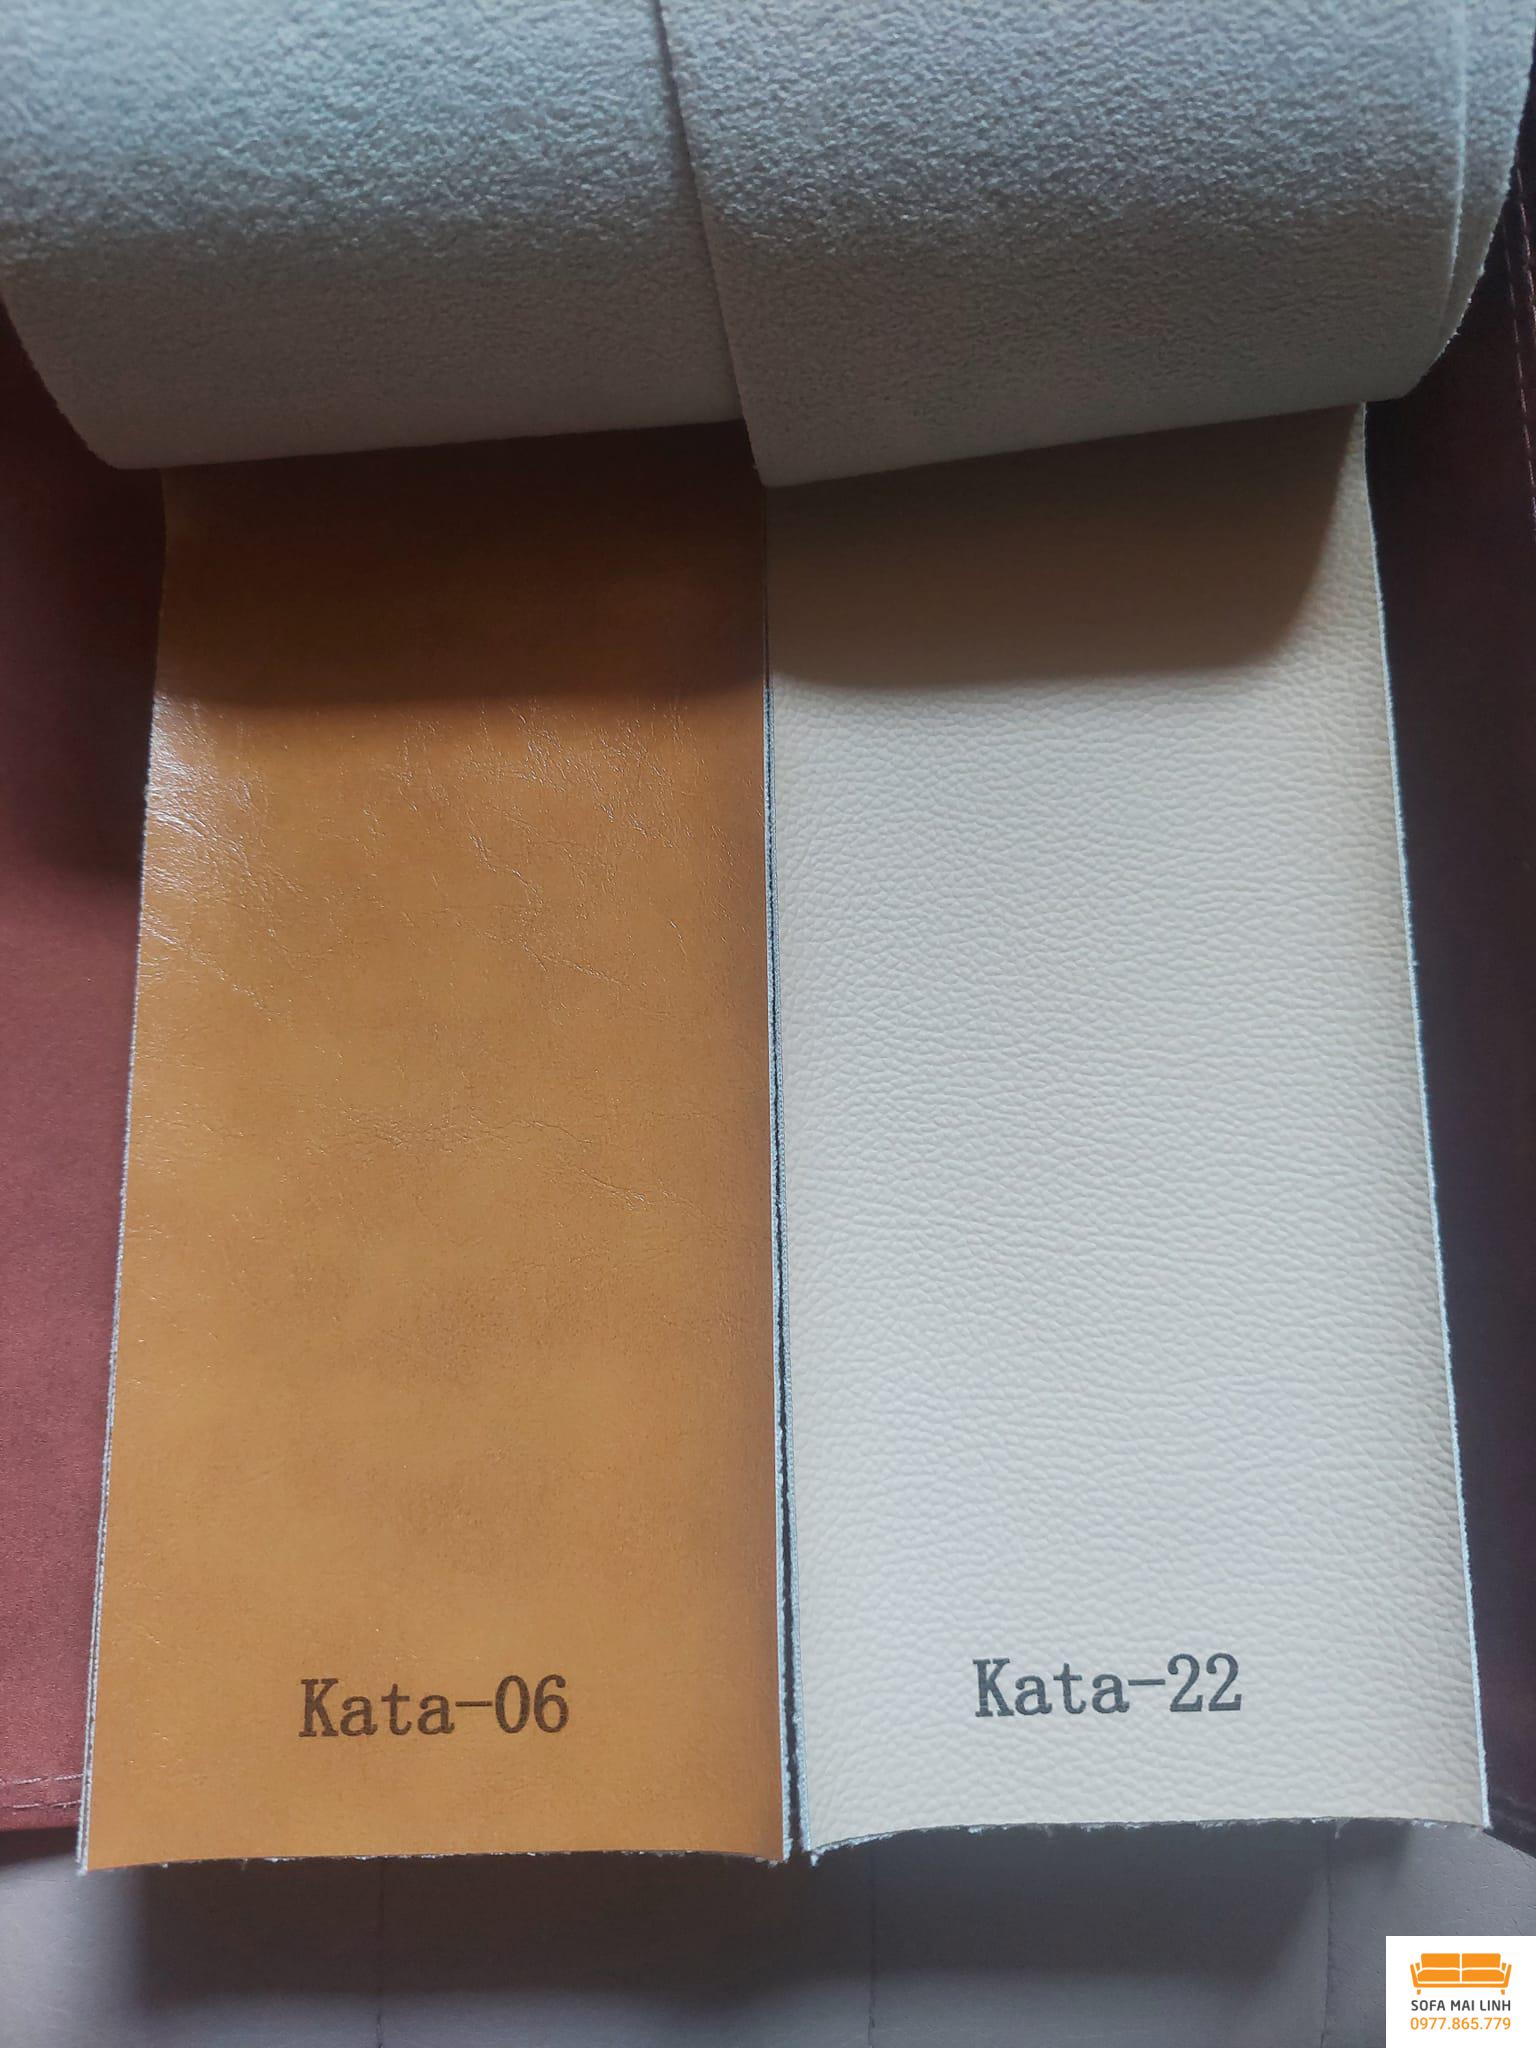 Kata-06
Kata-22
SOFA MAI LINH
0977.865.779